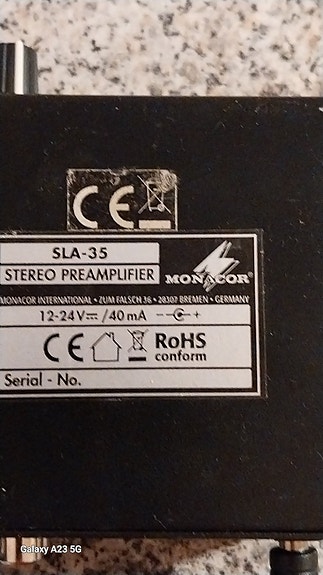 CE
SLA-35
STEREO PREAMPLIFIER
MONACOR®
MONACOR INTERNATIONAL • ZUM FALSCH 36 • 28307 BREMEN • GERMANY
12-24 V⎓ /40 mA - +
CE RoHS
conform
Serial - No.
Galaxy A23 5G